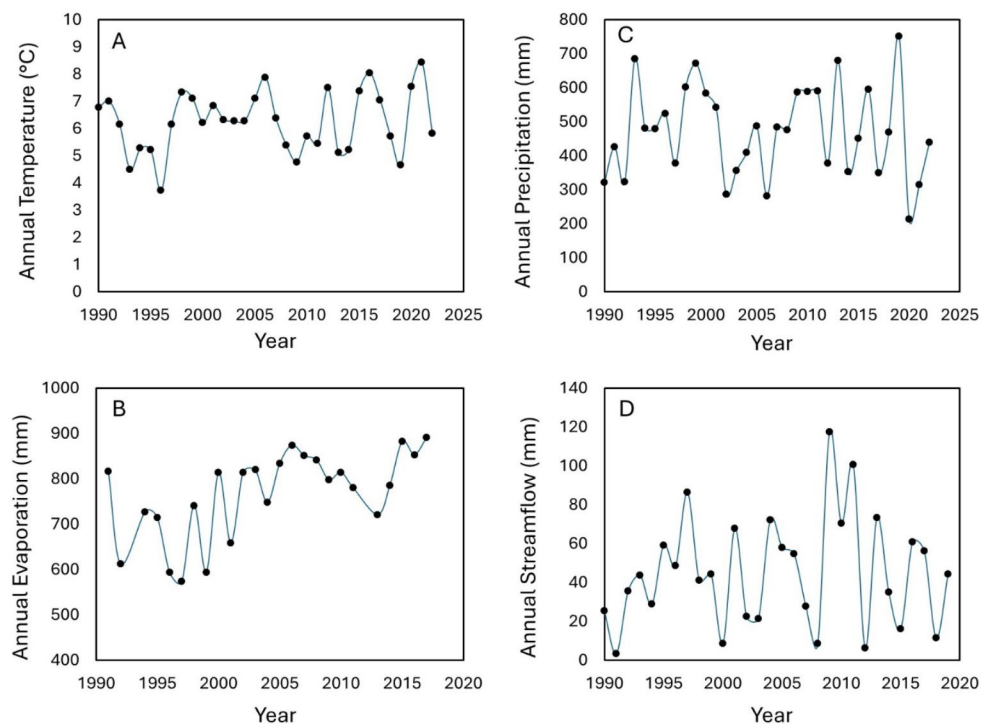 A
Annual Temperature (°C)
10
9
8
7
6
5
4
3
2
1
0
1990 1995 2000 2005 2010 2015 2020 2025
Year
C
Annual Precipitation (mm)
800
700
600
500
400
300
200
100
0
1990 1995 2000 2005 2010 2015 2020 2025
Year
B
Annual Evaporation (mm)
1000
900
800
700
600
500
400
1990 1995 2000 2005 2010 2015 2020
Year
D
Annual Streamflow (mm)
140
120
100
80
60
40
20
0
1990 1995 2000 2005 2010 2015 2020
Year